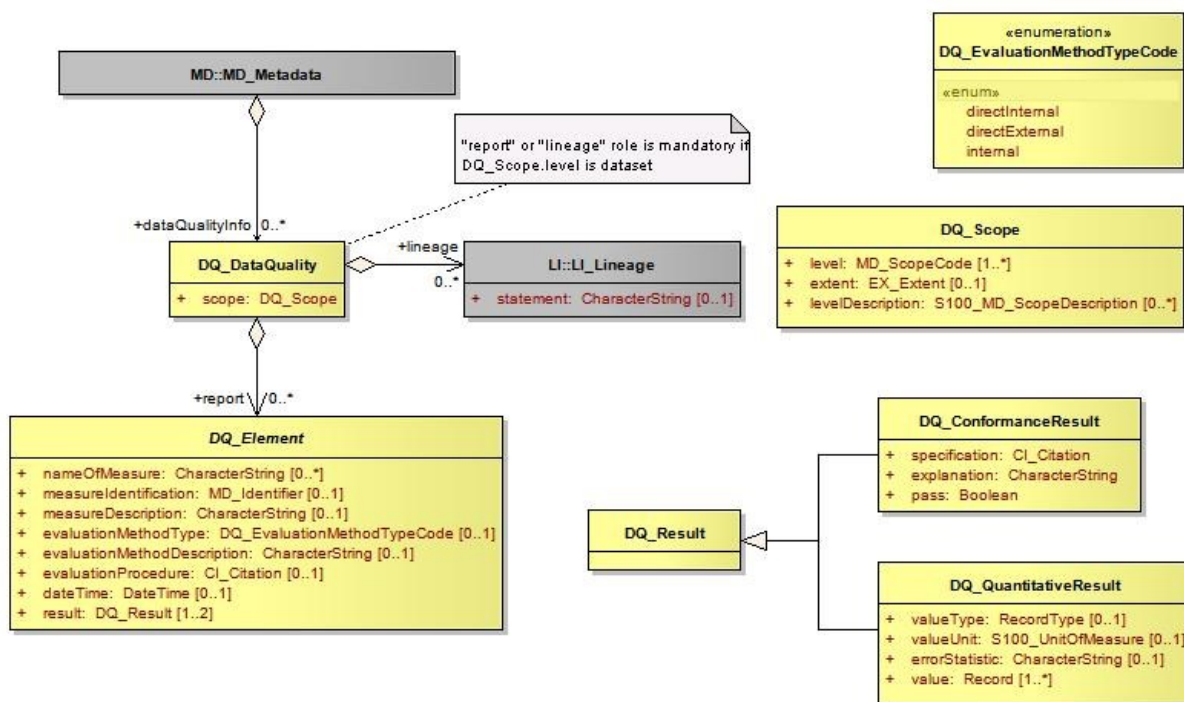 MD::MD_Metadata
"report" or "lineage" role is mandatory if
DQ_Scope.level is dataset
«enumeration»
DQ_EvaluationMethodTypeCode
«enum»
directInternal
directExternal
internal
+dataQualityInfo 0..*
DQ_DataQuality
+ scope: DQ_Scope
+lineage
0..*
LI::LI_Lineage
+ statement: CharacterString [0..1]
DQ_Scope
+ level: MD_ScopeCode [1..*]
+ extent: EX_Extent [0..1]
+ levelDescription: S100_MD_ScopeDescription [0..*]
+report 0..*
DQ_Element
+ nameOfMeasure: CharacterString [0..*]
+ measureIdentification: MD_Identifier [0..1]
+ measureDescription: CharacterString [0..1]
+ evaluationMethodType: DQ_EvaluationMethodTypeCode [0..1]
+ evaluationMethodDescription: CharacterString [0..1]
+ evaluationProcedure: CI_Citation [0..1]
+ dateTime: DateTime [0..1]
+ result: DQ_Result [1..2]
DQ_Result
DQ_ConformanceResult
+ specification: CI_Citation
+ explanation: CharacterString
+ pass: Boolean
DQ_QuantitativeResult
+ valueType: RecordType [0..1]
+ valueUnit: S100_UnitOfMeasure [0..1]
+ errorStatistic: CharacterString [0..1]
+ value: Record [1..*]